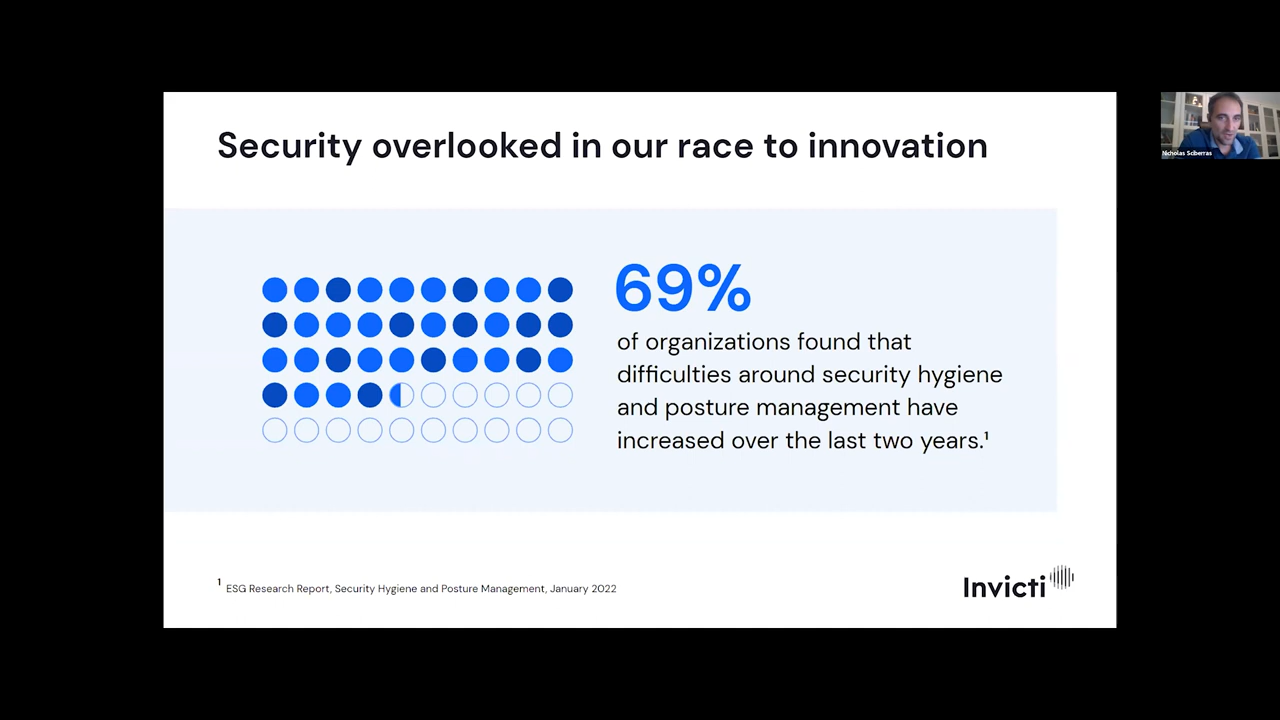 Security overlooked in our race to innovation
Nicholas Sciberras
69%
of organizations found that
difficulties around security hygiene
and posture management have
increased over the last two years.¹
¹ ESG Research Report, Security Hygiene and Posture Management, January 2022
Invicti